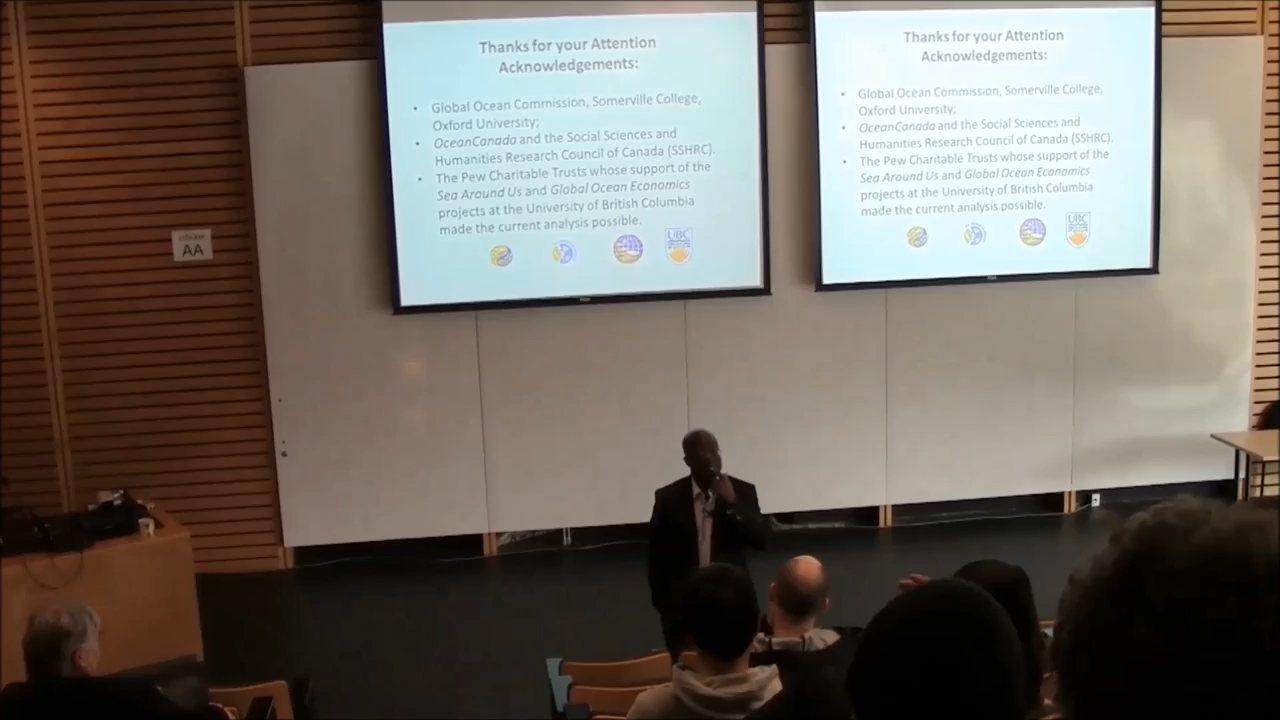 Thanks for your Attention
Acknowledgements:
• Global Ocean Commission, Somerville College,
Oxford University;
• OceanCanada and the Social Sciences and
Humanities Research Council of Canada (SSHRC).
• The Pew Charitable Trusts whose support of the
Sea Around Us and Global Ocean Economics
projects at the University of British Columbia
made the current analysis possible.
UBC
Thanks for your Attention
Acknowledgements:
• Global Ocean Commission, Somerville College,
Oxford University;
• OceanCanada and the Social Sciences and
Humanities Research Council of Canada (SSHRC).
• The Pew Charitable Trusts whose support of the
Sea Around Us and Global Ocean Economics
projects at the University of British Columbia
made the current analysis possible.
UBC
AA